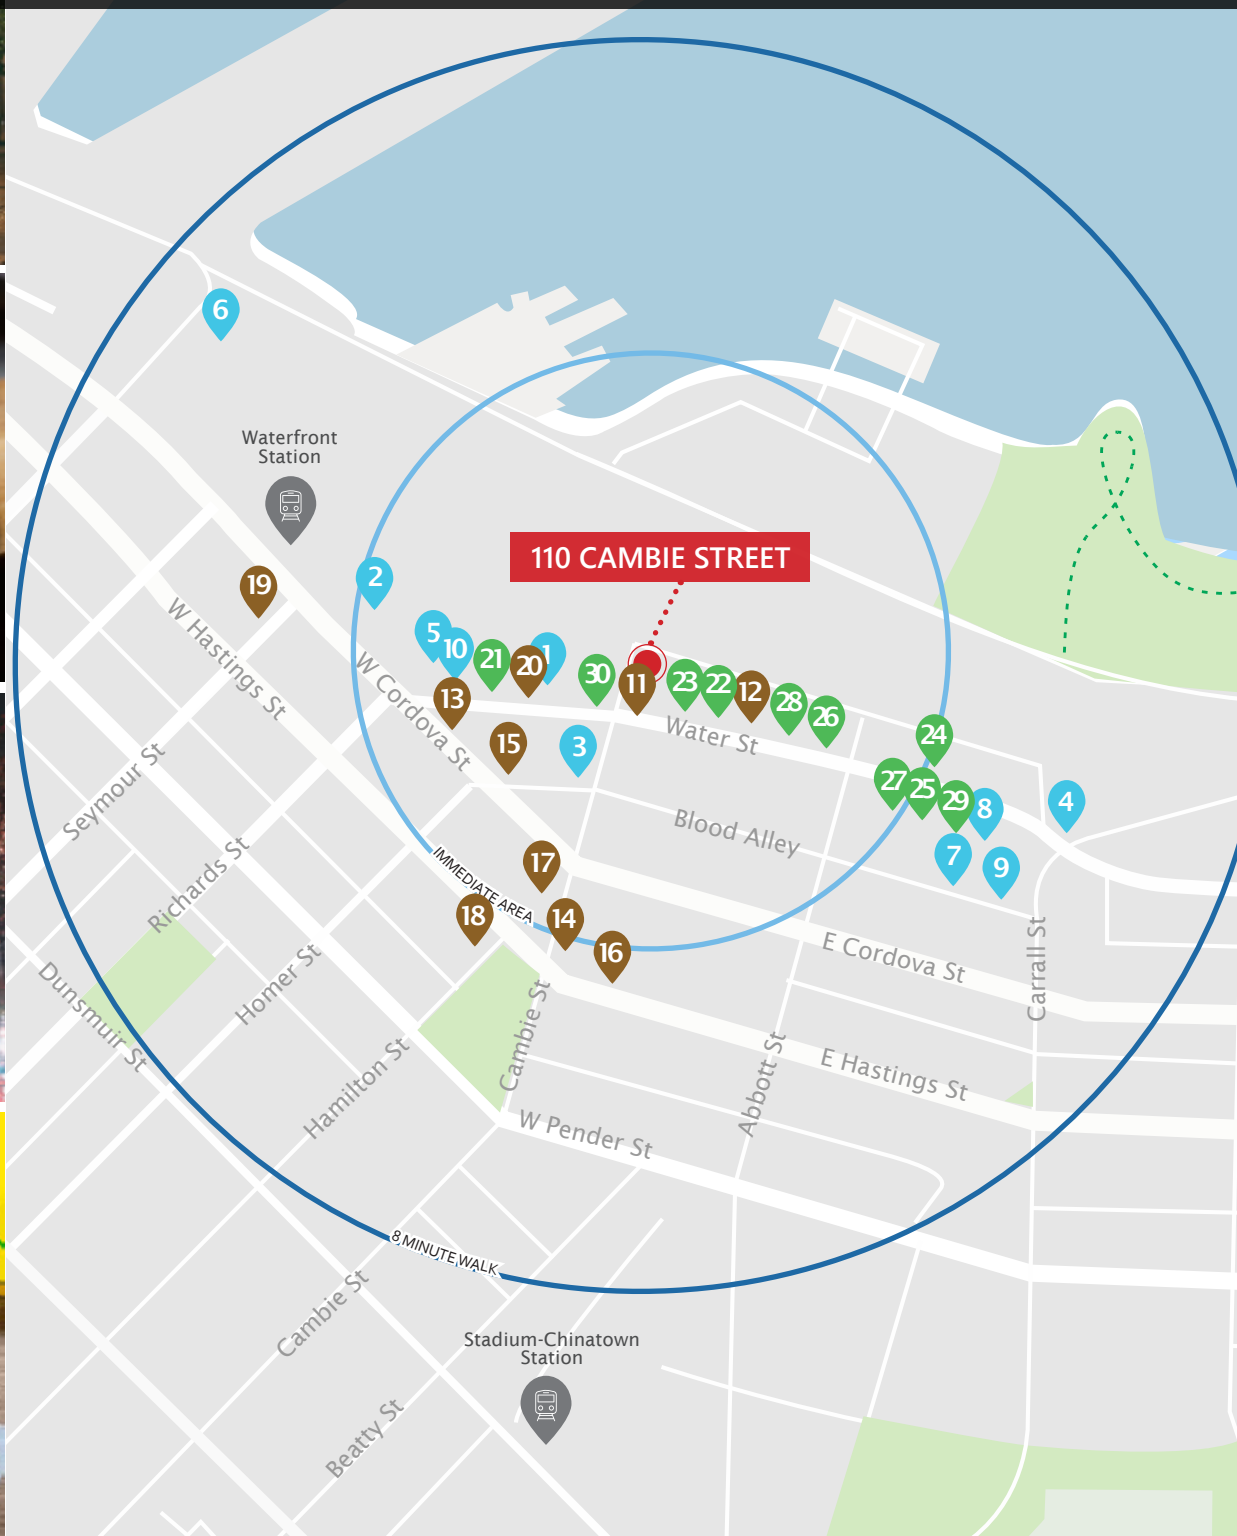 6
Waterfront
Station
110 CAMBIE STREET
19
2
5
10
21
20
1
30
11
23
22
12
28
26
24
13
15
3
W Hastings St
W Cordova St
Water St
27
25
29
8
4
Seymour St
Blood Alley
7
9
17
Richards St
IMMEDIATE AREA
18
14
16
E Cordova St
Carrall St
Homer St
Dunsmuir St
Cambie St
Hamilton St
Abbott St
E Hastings St
W Pender St
8 MINUTE WALK
Cambie St
Stadium-Chinatown
Station
Beatty St